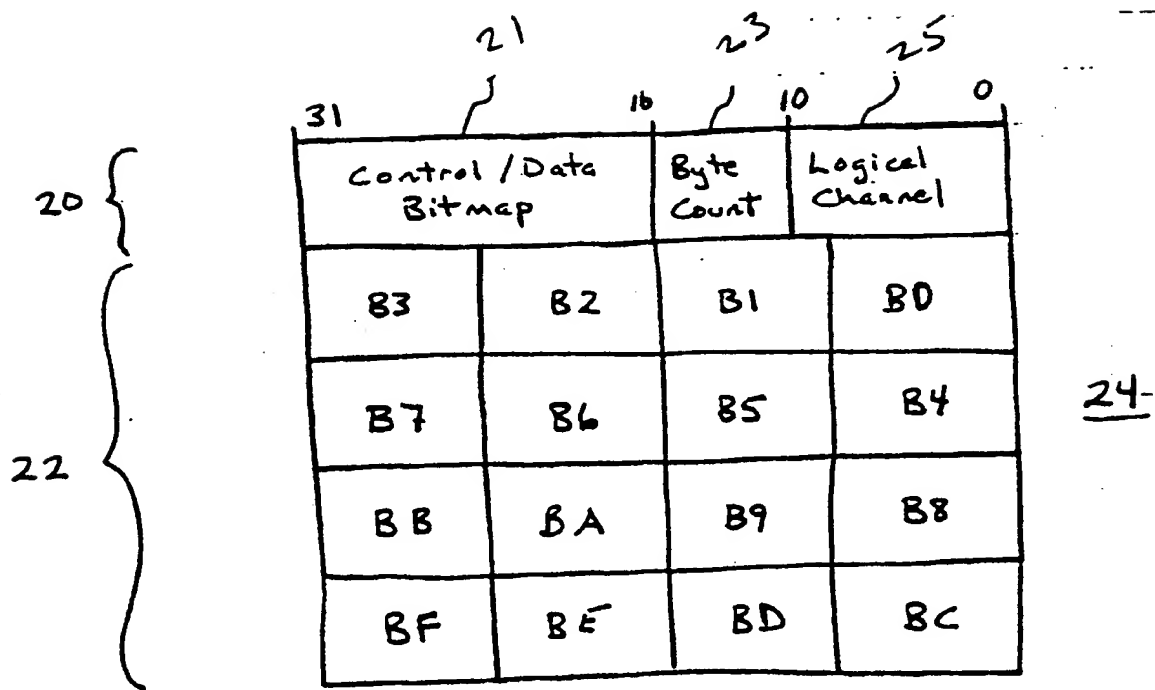 21 23 25
31 16 10 0
20 Control / Data Byte Logical
Bitmap Count Channel
B3 B2 B1 B0
B7 B6 B5 B4 24
22
BB BA B9 B8
BF BE BD BC